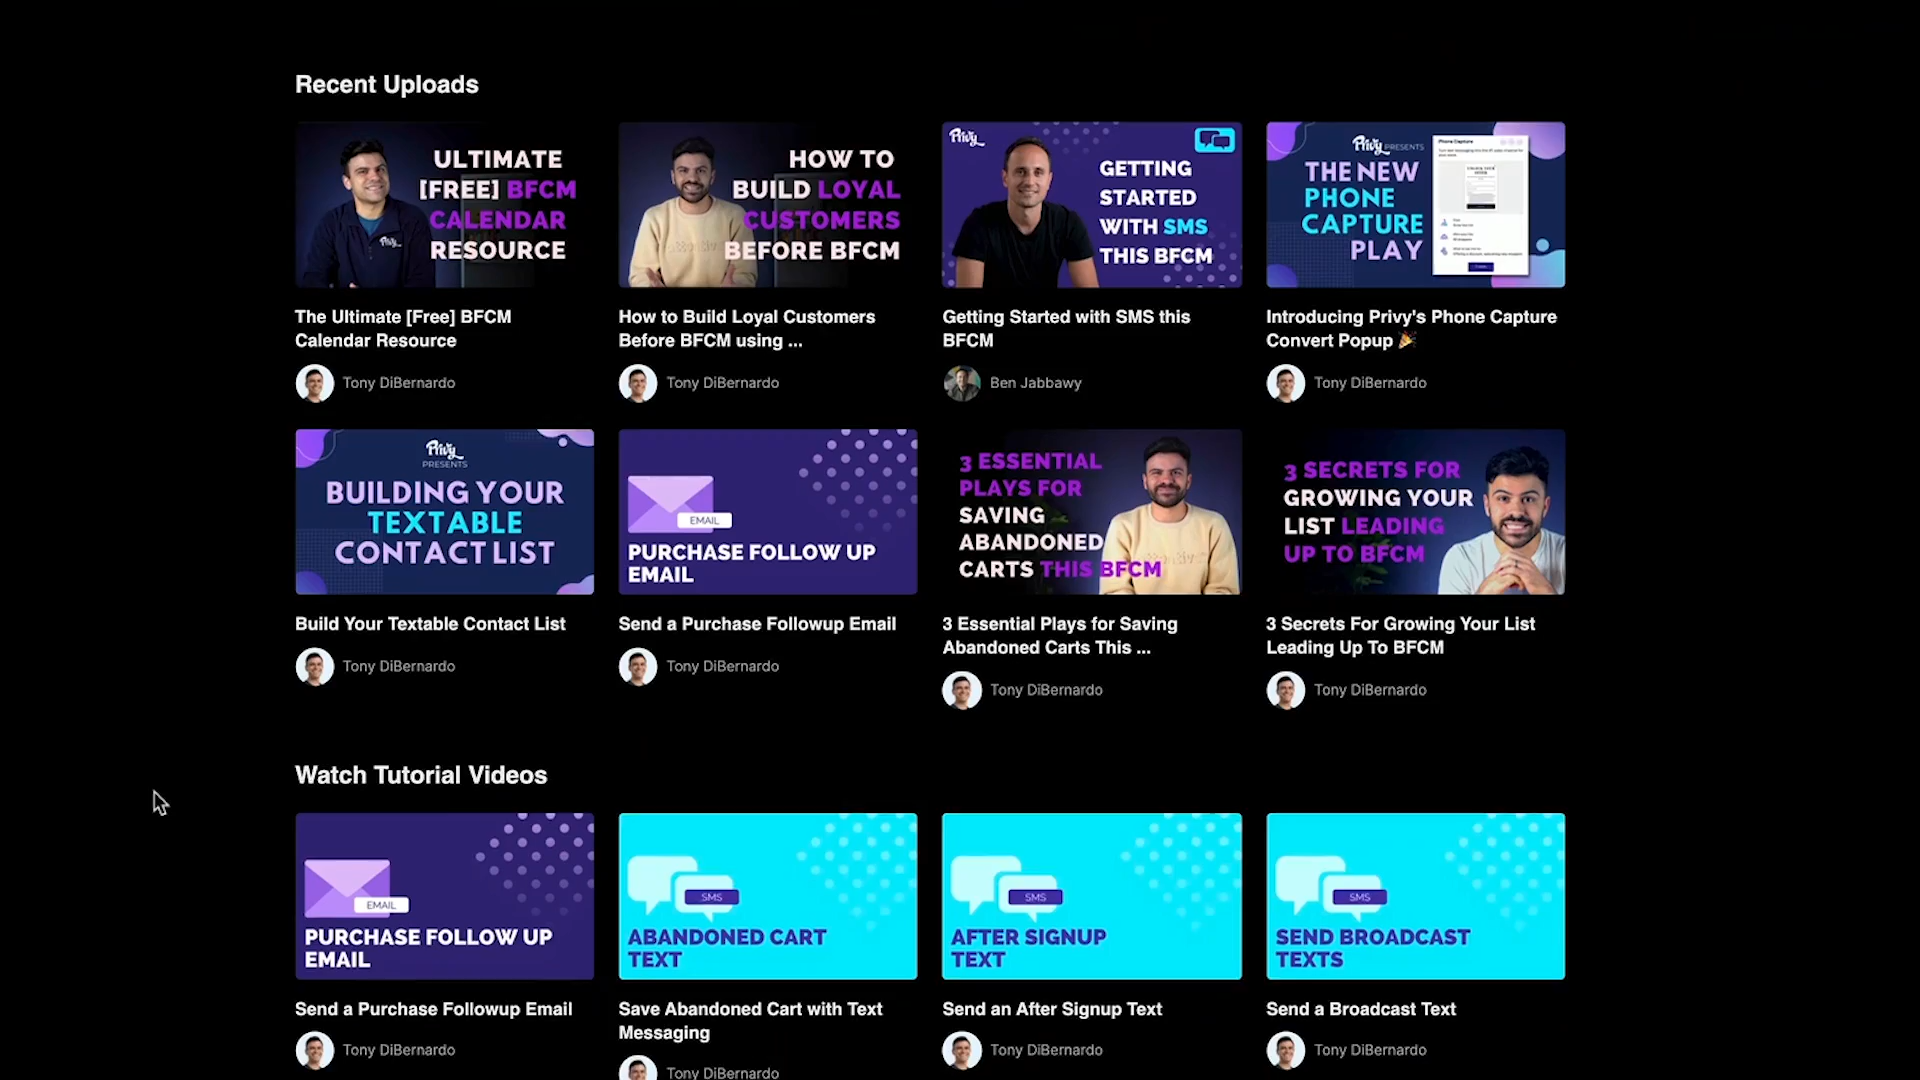 Recent Uploads
ULTIMATE
[FREE] BFCM
CALENDAR
RESOURCE
Privy
The Ultimate [Free] BFCM
Calendar Resource
Tony DiBernardo
HOW TO
BUILD LOYAL
CUSTOMERS
BEFORE BFCM
How to Build Loyal Customers
Before BFCM using ...
Tony DiBernardo
Privy
GETTING
STARTED
WITH SMS
THIS BFCM
Getting Started with SMS this
BFCM
Ben Jabbawy
Privy PRESENTS
THE NEW
PHONE
CAPTURE
PLAY
Phone Capture
Introducing Privy's Phone Capture
Convert Popup 🎉
Tony DiBernardo
Privy
PRESENTS
BUILDING YOUR
TEXTABLE
CONTACT LIST
Build Your Textable Contact List
Tony DiBernardo
EMAIL
PURCHASE FOLLOW UP
EMAIL
Send a Purchase Followup Email
Tony DiBernardo
3 ESSENTIAL
PLAYS FOR
SAVING
ABANDONED
CARTS THIS BFCM
3 Essential Plays for Saving
Abandoned Carts This ...
Tony DiBernardo
3 SECRETS FOR
GROWING YOUR
LIST LEADING
UP TO BFCM
3 Secrets For Growing Your List
Leading Up To BFCM
Tony DiBernardo
Watch Tutorial Videos
EMAIL
PURCHASE FOLLOW UP
EMAIL
Send a Purchase Followup Email
Tony DiBernardo
SMS
ABANDONED CART
TEXT
Save Abandoned Cart with Text
Messaging
Tony DiBernardo
SMS
AFTER SIGNUP
TEXT
Send an After Signup Text
Tony DiBernardo
SMS
SEND BROADCAST
TEXTS
Send a Broadcast Text
Tony DiBernardo